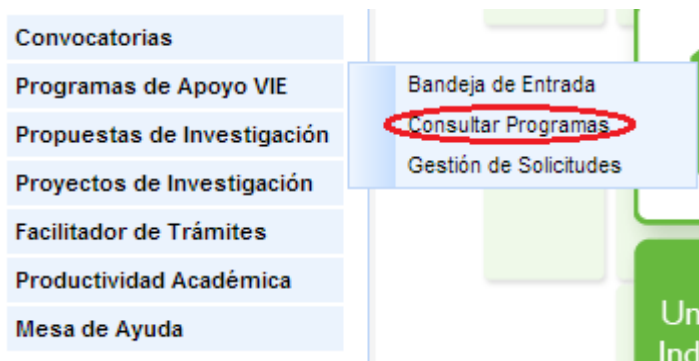 Convocatorias
Programas de Apoyo VIE
Propuestas de Investigación
Proyectos de Investigación
Facilitador de Trámites
Productividad Académica
Mesa de Ayuda
Bandeja de Entrada
Consultar Programas
Gestión de Solicitudes